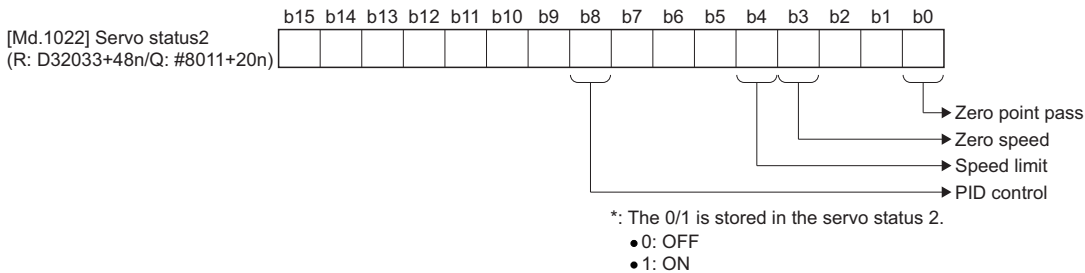 b15 b14 b13 b12 b11 b10 b9 b8 b7 b6 b5 b4 b3 b2 b1 b0
[Md.1022] Servo status2
(R: D32033+48n/Q: #8011+20n)
Zero point pass
Zero speed
Speed limit
PID control
*: The 0/1 is stored in the servo status 2.
●0: OFF
●1: ON